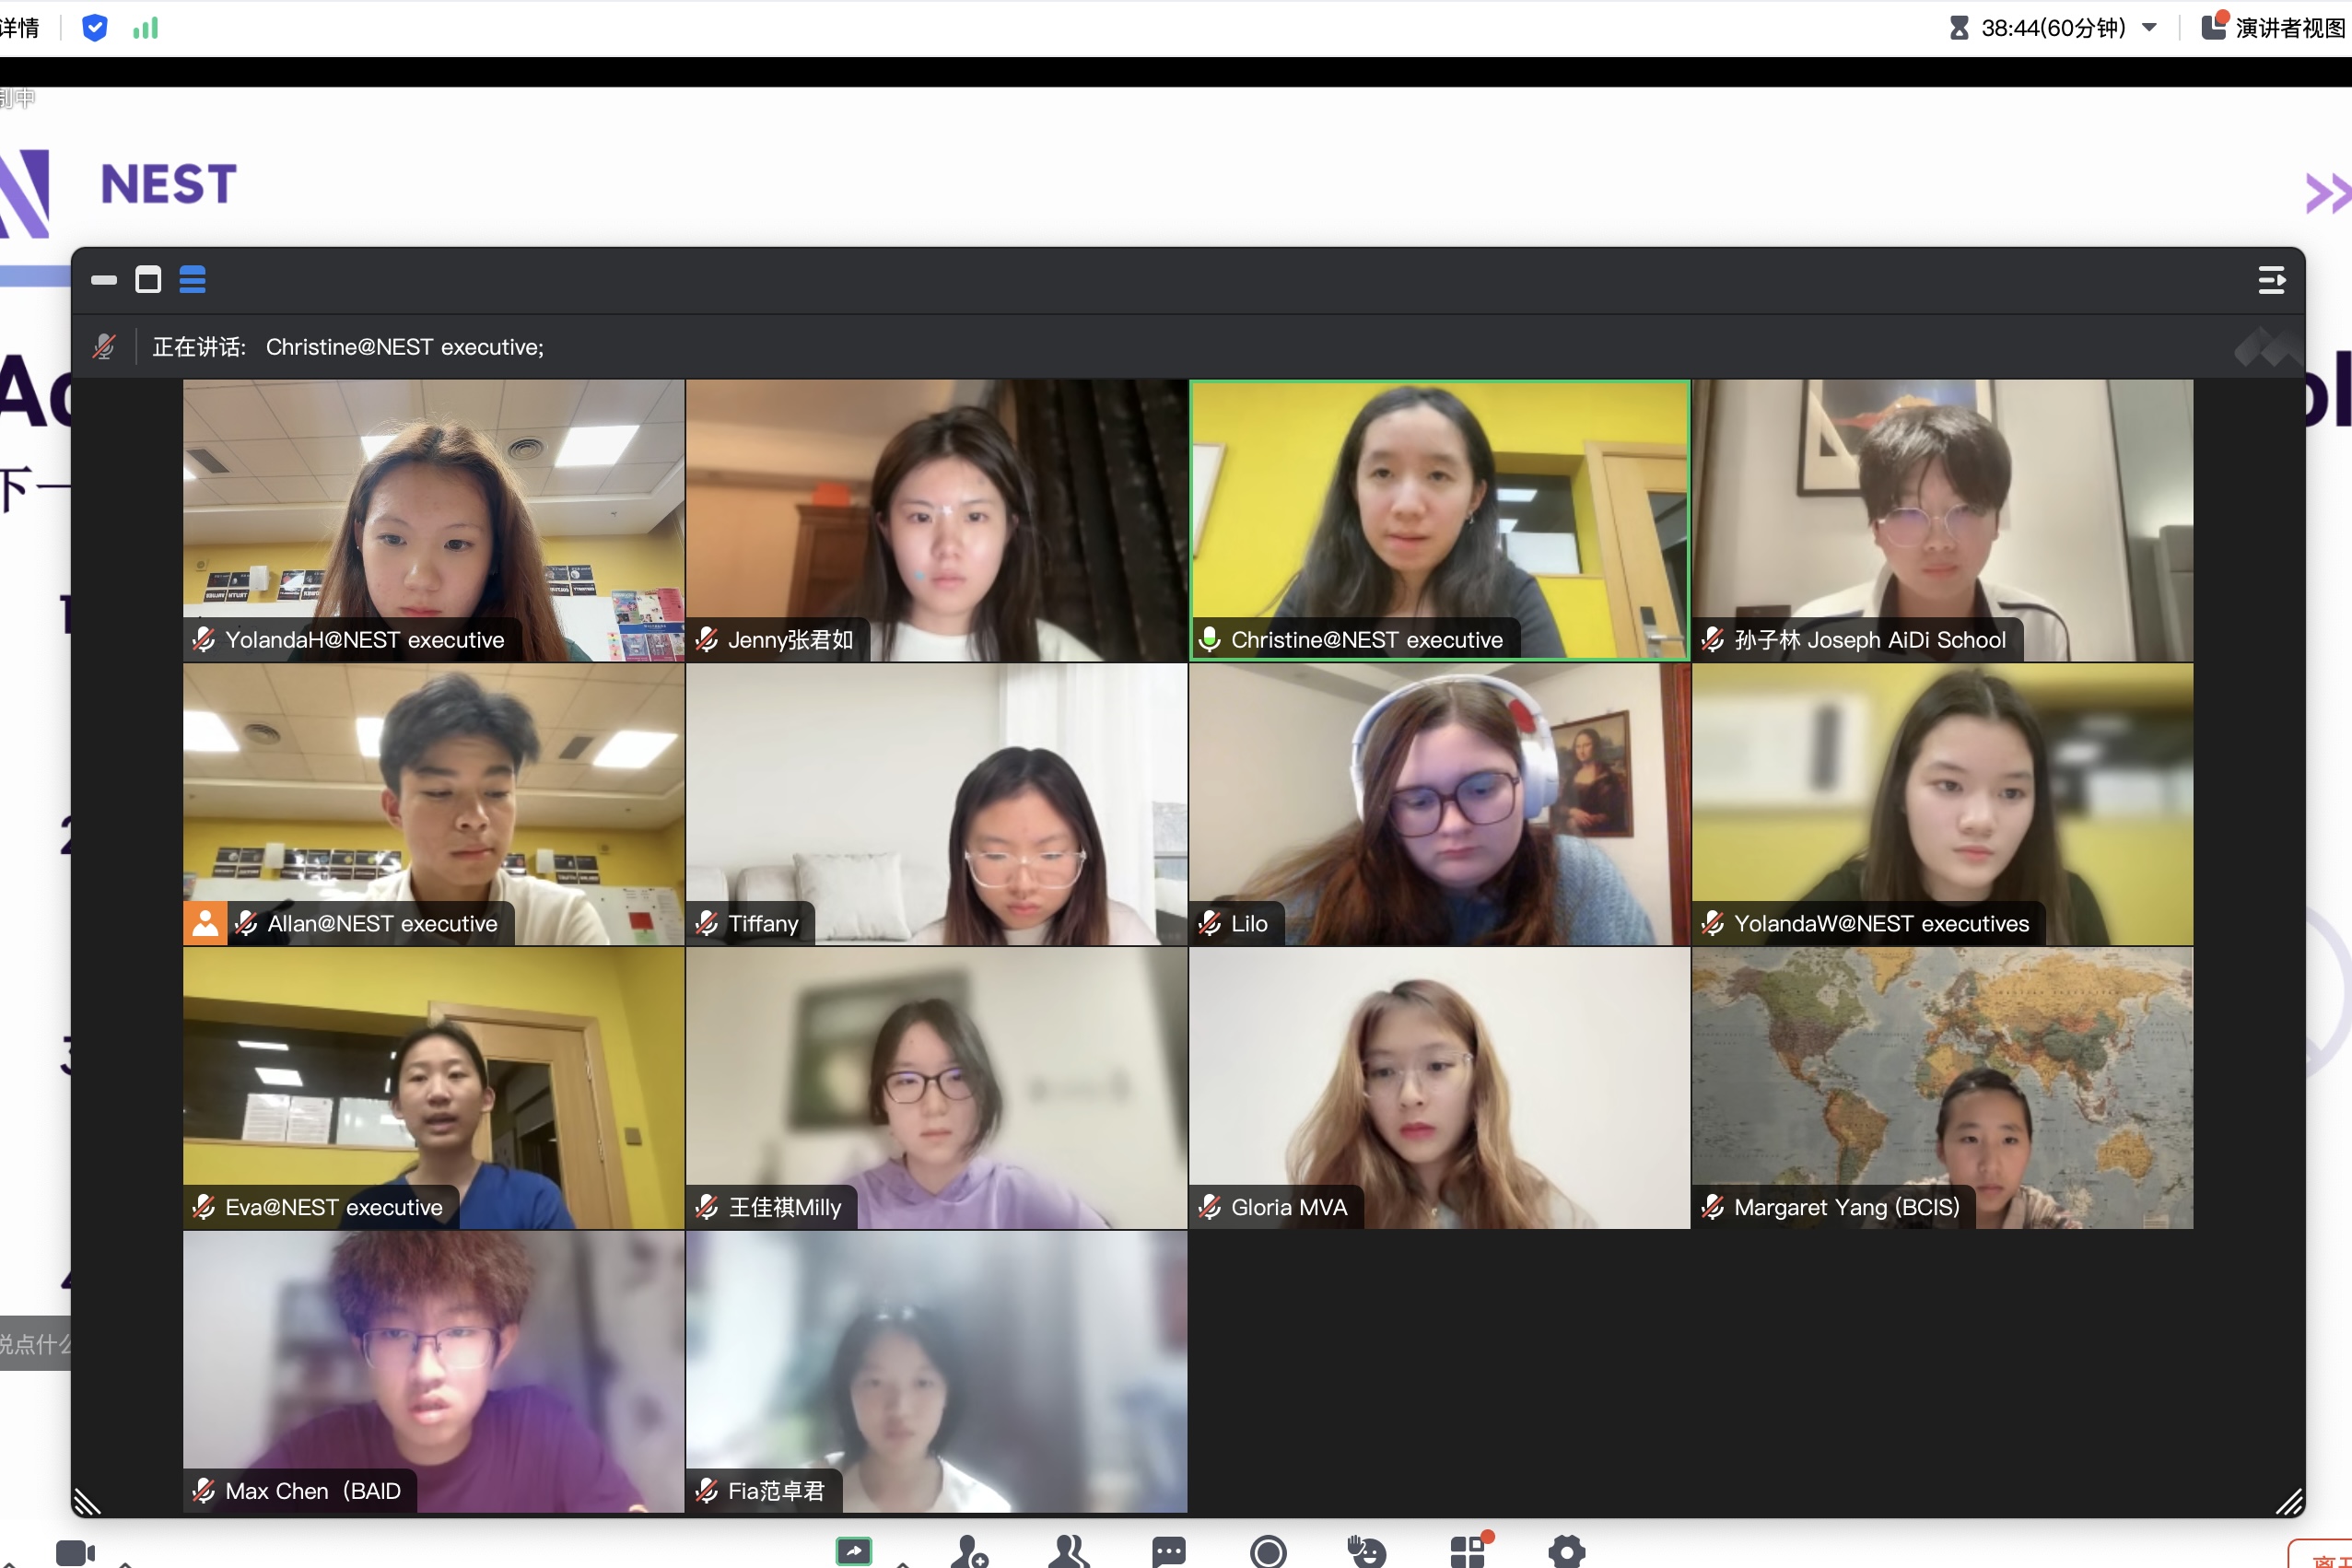 详情
38:44(60分钟)
演讲者视图
制中
NEST
正在讲话: Christine@NEST executive;
Ac
ol
下一
YolandaH@NEST executive
Jenny张君如
Christine@NEST executive
孙子林 Joseph AiDi School
Allan@NEST executive
Tiffany
Lilo
YolandaW@NEST executives
Eva@NEST executive
王佳祺Milly
Gloria MVA
Margaret Yang (BCIS)
说点什么
Max Chen（BAID
Fia范卓君